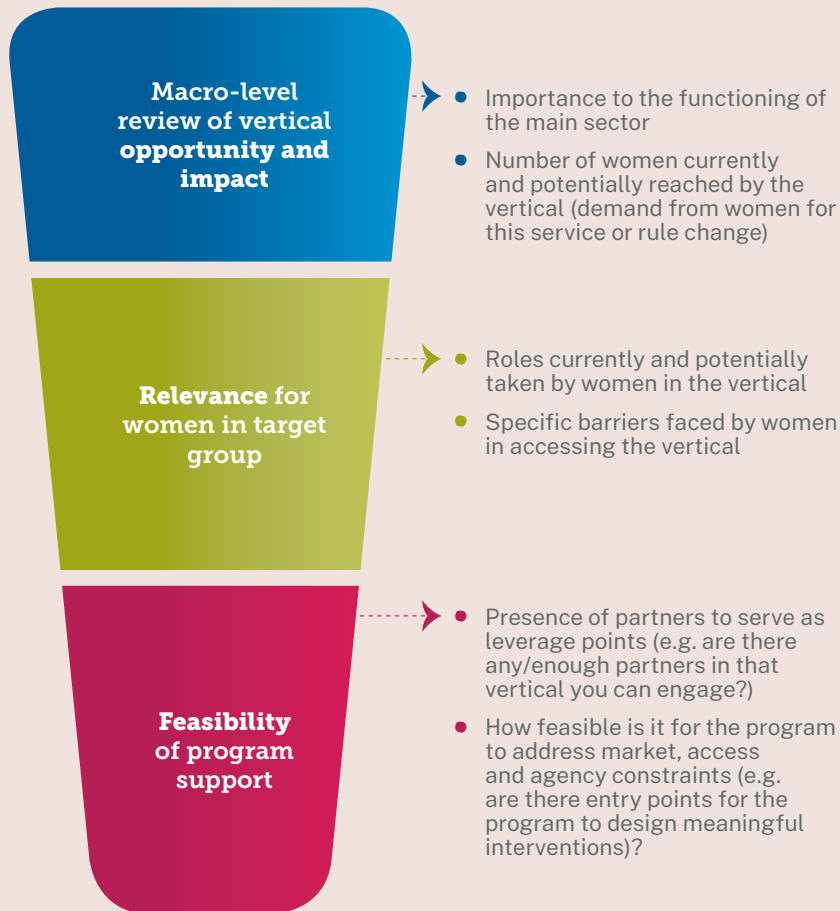 Macro-level
review of vertical
opportunity and
impact
Importance to the functioning of
the main sector
Number of women currently
and potentially reached by the
vertical (demand from women for
this service or rule change)
Relevance for
women in target
group
Roles currently and potentially
taken by women in the vertical
Specific barriers faced by women
in accessing the vertical
Feasibility
of program
support
Presence of partners to serve as
leverage points (e.g. are there
any/enough partners in that
vertical you can engage?)
How feasible is it for the program
to address market, access
and agency constraints (e.g.
are there entry points for the
program to design meaningful
interventions)?